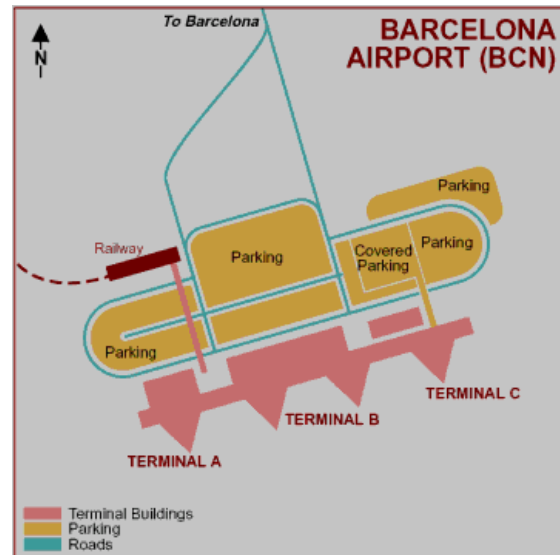 To Barcelona
BARCELONA
AIRPORT (BCN)
N
Parking
Railway
Parking
Covered
Parking
Parking
Parking
TERMINAL C
TERMINAL B
TERMINAL A
Terminal Buildings
Parking
Roads